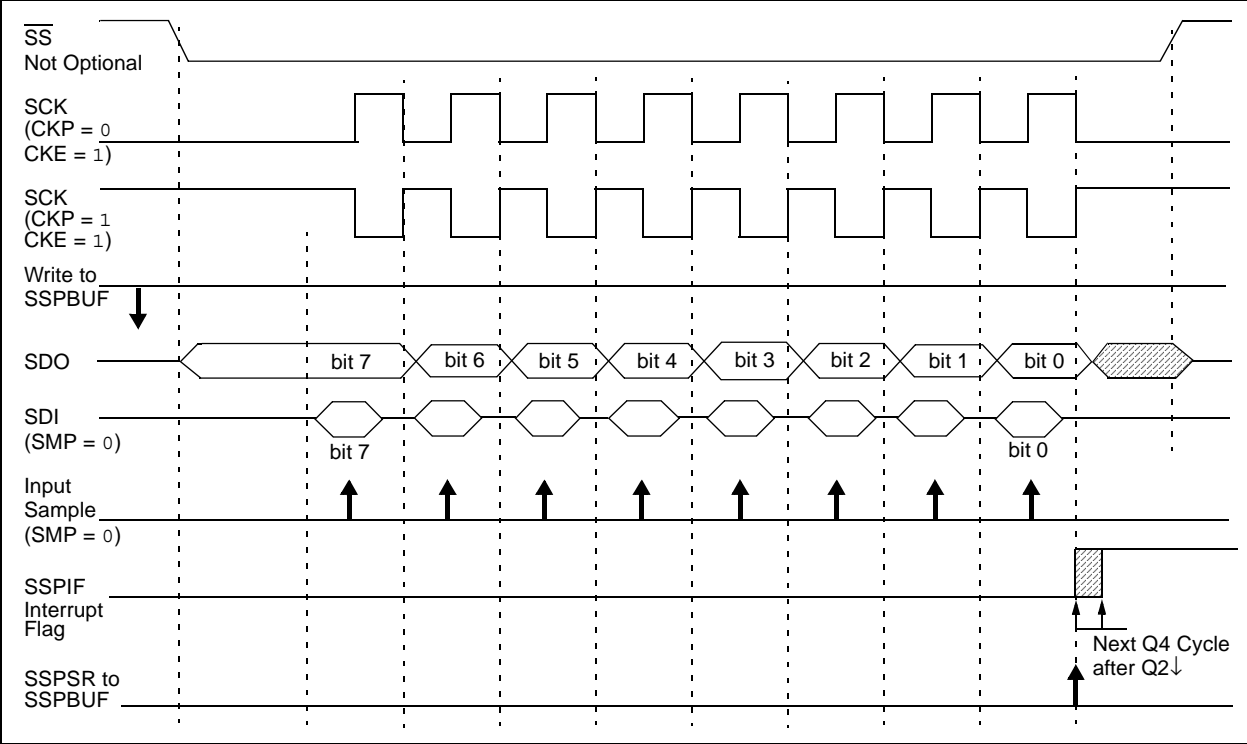 SS
Not Optional
SCK
(CKP = 0
CKE = 1)
SCK
(CKP = 1
CKE = 1)
Write to
SSPBUF
SDO
bit 7 bit 6 bit 5 bit 4 bit 3 bit 2 bit 1 bit 0
SDI
(SMP = 0)
bit 7 bit 0
Input
Sample
(SMP = 0)
SSPIF
Interrupt
Flag
Next Q4 Cycle
after Q2↓
SSPSR to
SSPBUF